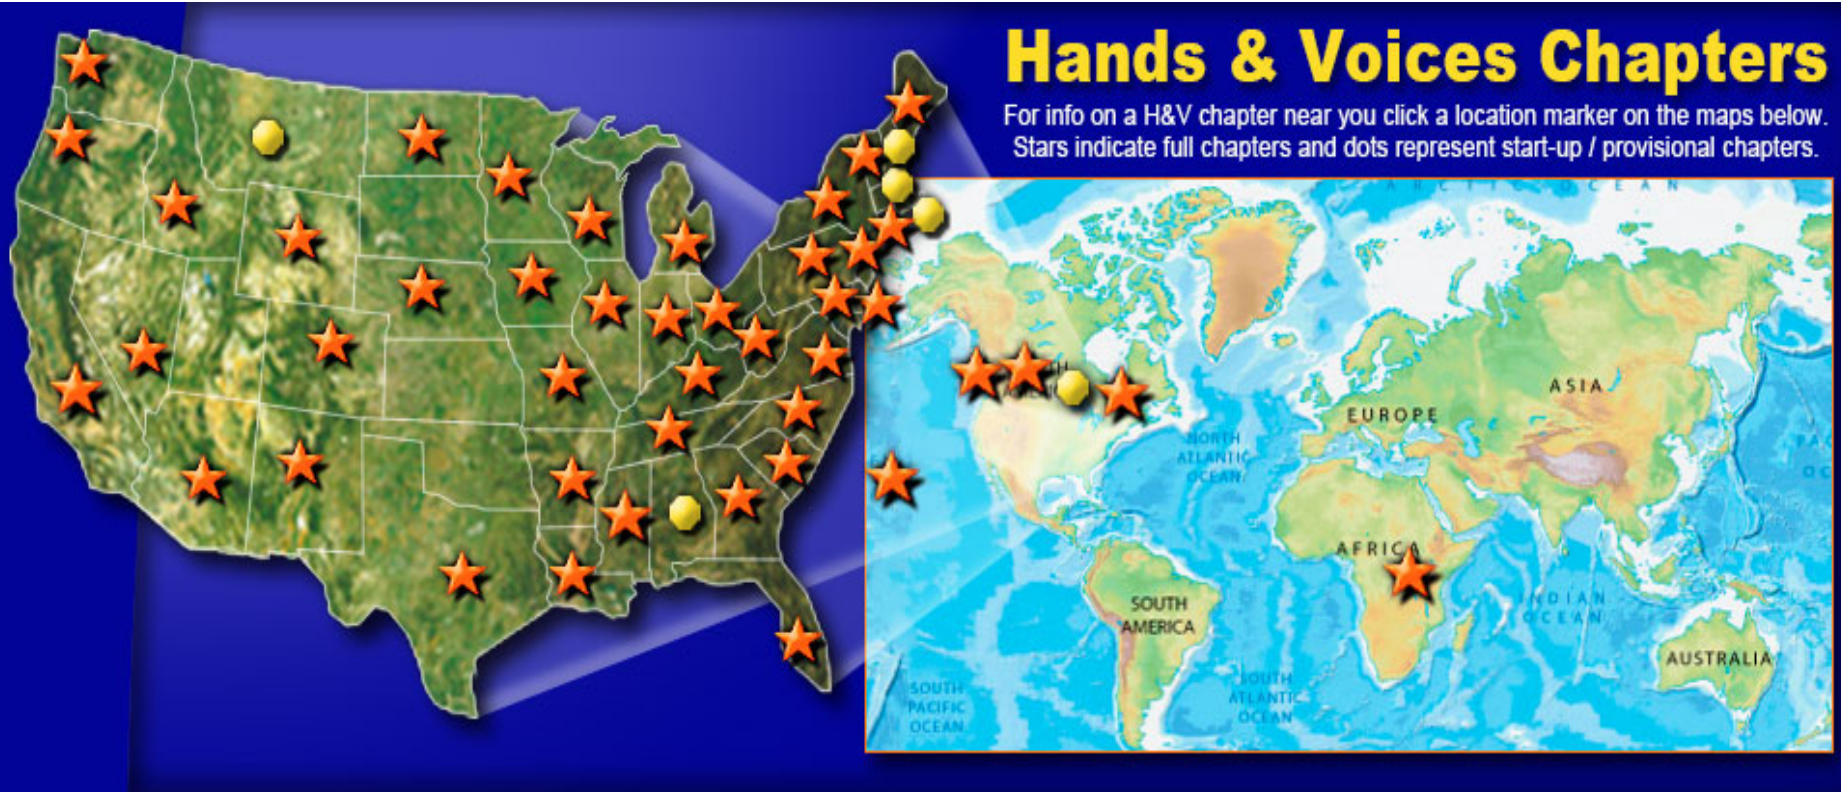 Hands & Voices Chapters
For info on a H&V chapter near you click a location marker on the maps below.
Stars indicate full chapters and dots represent start-up / provisional chapters.
ARCTIC OCEAN
ASIA
EUROPE
NORTH
ATLANTIC
OCEAN
AFRICA
INDIAN
OCEAN
SOUTH
AMERICA
AUSTRALIA
SOUTH
PACIFIC
OCEAN
SOUTH
ATLANTIC
OCEAN